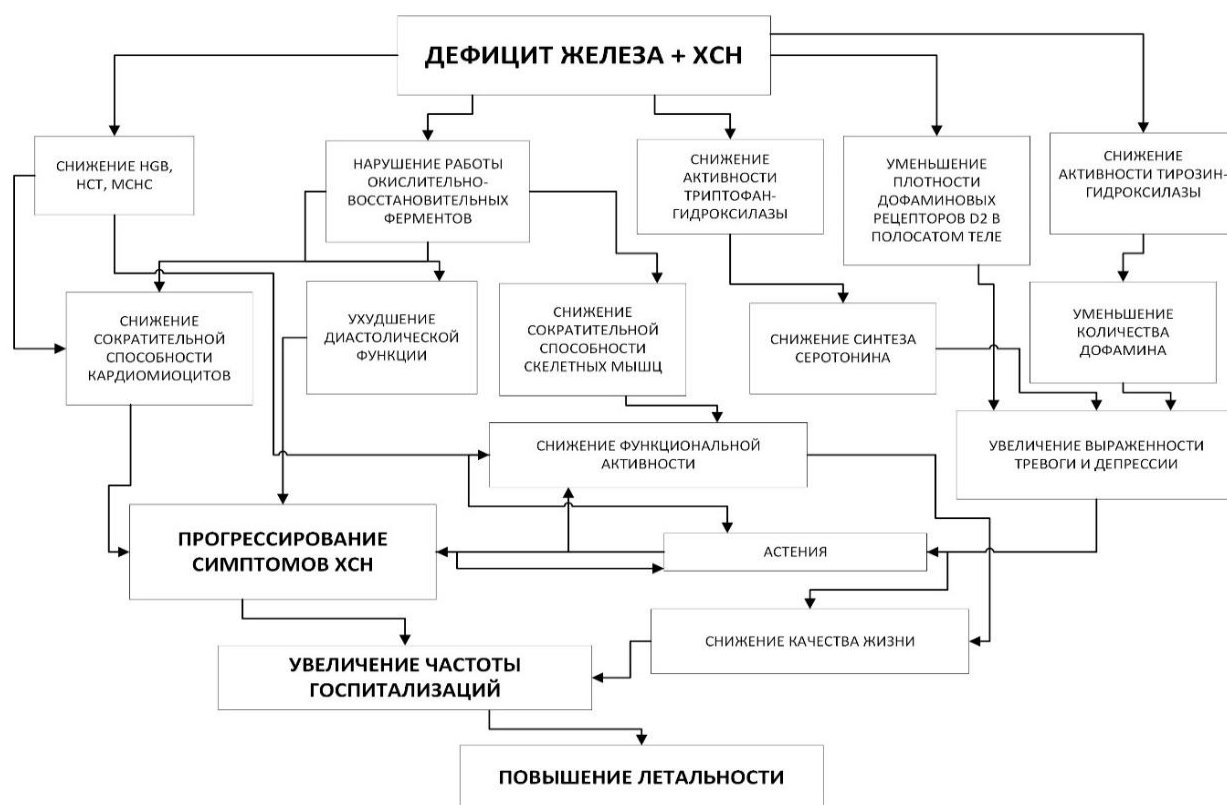 ДЕФИЦИТ ЖЕЛЕЗА + ХСН
СНИЖЕНИЕ HGB,
HCT, MCHC
НАРУШЕНИЕ РАБОТЫ
ОКИСЛИТЕЛЬНО-
ВОССТАНОВИТЕЛЬНЫХ
ФЕРМЕНТОВ
СНИЖЕНИЕ
АКТИВНОСТИ
ТРИПТОФАН-
ГИДРОКСИЛАЗЫ
УМЕНЬШЕНИЕ
ПЛОТНОСТИ
ДОФАМИНОВЫХ
РЕЦЕПТОРОВ D2 В
ПОЛОСАТОМ ТЕЛЕ
СНИЖЕНИЕ
АКТИВНОСТИ ТИРОЗИН-
ГИДРОКСИЛАЗЫ
СНИЖЕНИЕ
СОКРАТИТЕЛЬНОЙ
СПОСОБНОСТИ
КАРДИОМИОЦИТОВ
УХУДШЕНИЕ
ДИАСТОЛИЧЕСКОЙ
ФУНКЦИИ
СНИЖЕНИЕ
СОКРАТИТЕЛЬНОЙ
СПОСОБНОСТИ
СКЕЛЕТНЫХ МЫШЦ
СНИЖЕНИЕ СИНТЕЗА
СЕРОТОНИНА
УМЕНЬШЕНИЕ
КОЛИЧЕСТВА
ДОФАМИНА
СНИЖЕНИЕ ФУНКЦИОНАЛЬНОЙ
АКТИВНОСТИ
УВЕЛИЧЕНИЕ ВЫРАЖЕННОСТИ
ТРЕВОГИ И ДЕПРЕССИИ
ПРОГРЕССИРОВАНИЕ
СИМПТОМОВ ХСН
АСТЕНИЯ
СНИЖЕНИЕ КАЧЕСТВА ЖИЗНИ
УВЕЛИЧЕНИЕ ЧАСТОТЫ
ГОСПИТАЛИЗАЦИЙ
ПОВЫШЕНИЕ ЛЕТАЛЬНОСТИ